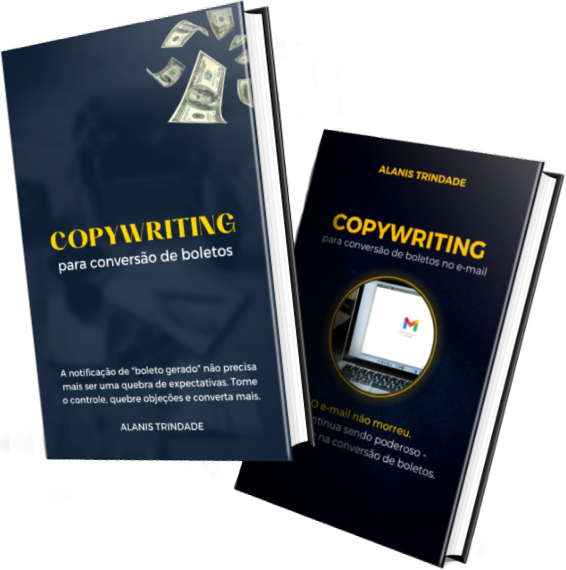 COPYWRITING
para conversão de boletos
A notificação de "boleto gerado" não precisa
mais ser uma quebra de expectativas. Tome
o controle, quebre objeções e converta mais.
ALANIS TRINDADE
ALANIS TRINDADE
COPYWRITING
para conversão de boletos no e-mail
O e-mail não morreu.
sendo poderoso -
na conversão de boletos.